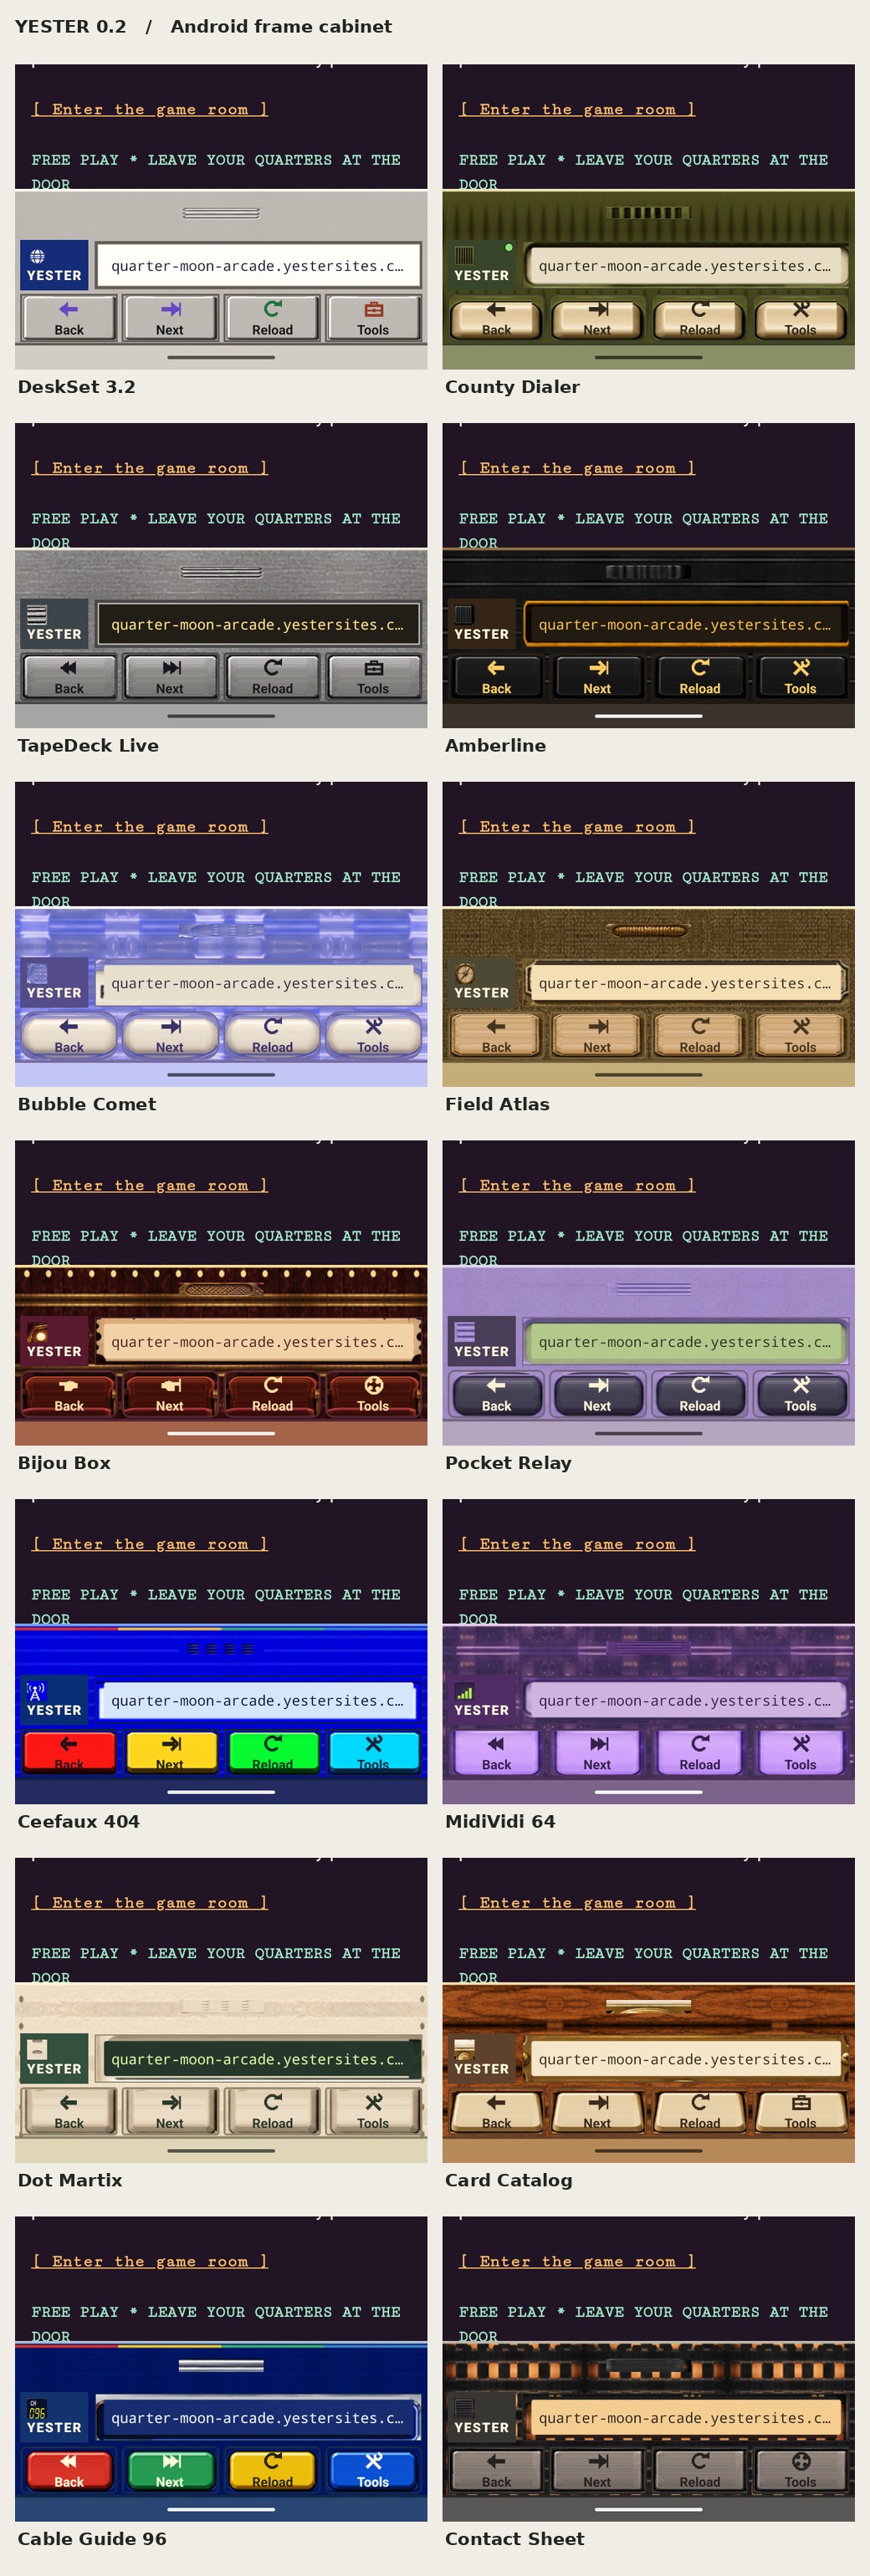 YESTER 0.2 / Android frame cabinet
[ Enter the game room ]
FREE PLAY * LEAVE YOUR QUARTERS AT THE
DOOR
YESTER
quarter-moon-arcade.yestersites.c…
Back Next Reload Tools
DeskSet 3.2
[ Enter the game room ]
FREE PLAY * LEAVE YOUR QUARTERS AT THE
DOOR
YESTER
quarter-moon-arcade.yestersites.c…
Back Next Reload Tools
County Dialer
[ Enter the game room ]
FREE PLAY * LEAVE YOUR QUARTERS AT THE
DOOR
YESTER
quarter-moon-arcade.yestersites.c…
Back Next Reload Tools
TapeDeck Live
[ Enter the game room ]
FREE PLAY * LEAVE YOUR QUARTERS AT THE
DOOR
YESTER
quarter-moon-arcade.yestersites.c…
Back Next Reload Tools
Amberline
[ Enter the game room ]
FREE PLAY * LEAVE YOUR QUARTERS AT THE
DOOR
YESTER
quarter-moon-arcade.yestersites.c…
Back Next Reload Tools
Bubble Comet
[ Enter the game room ]
FREE PLAY * LEAVE YOUR QUARTERS AT THE
DOOR
YESTER
quarter-moon-arcade.yestersites.c…
Back Next Reload Tools
Field Atlas
[ Enter the game room ]
FREE PLAY * LEAVE YOUR QUARTERS AT THE
DOOR
YESTER
quarter-moon-arcade.yestersites.c…
Back Next Reload Tools
Bijou Box
[ Enter the game room ]
FREE PLAY * LEAVE YOUR QUARTERS AT THE
DOOR
YESTER
quarter-moon-arcade.yestersites.c…
Back Next Reload Tools
Pocket Relay
[ Enter the game room ]
FREE PLAY * LEAVE YOUR QUARTERS AT THE
DOOR
YESTER
quarter-moon-arcade.yestersites.c…
Back Next Reload Tools
Ceefaux 404
[ Enter the game room ]
FREE PLAY * LEAVE YOUR QUARTERS AT THE
DOOR
YESTER
quarter-moon-arcade.yestersites.c…
Back Next Reload Tools
MidiVidi 64
[ Enter the game room ]
FREE PLAY * LEAVE YOUR QUARTERS AT THE
DOOR
YESTER
quarter-moon-arcade.yestersites.c…
Back Next Reload Tools
Dot Martix
[ Enter the game room ]
FREE PLAY * LEAVE YOUR QUARTERS AT THE
DOOR
YESTER
quarter-moon-arcade.yestersites.c…
Back Next Reload Tools
Card Catalog
[ Enter the game room ]
FREE PLAY * LEAVE YOUR QUARTERS AT THE
DOOR
CH
096
YESTER
quarter-moon-arcade.yestersites.c…
Back Next Reload Tools
Cable Guide 96
[ Enter the game room ]
FREE PLAY * LEAVE YOUR QUARTERS AT THE
DOOR
YESTER
quarter-moon-arcade.yestersites.c…
Back Next Reload Tools
Contact Sheet